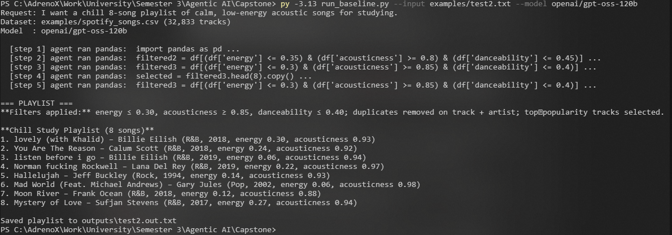 PS C:\AdrenoX\Work\University\Semester 3\Agentic AI\Capstone> py -3.13 run_baseline.py --input examples/test2.txt --model openai/gpt-oss-120b
Request: I want a chill 8-song playlist of calm, low-energy acoustic songs for studying.
Dataset: examples/spotify_songs.csv (32,833 tracks)
Model  : openai/gpt-oss-120b
[step 1] agent ran pandas:  import pandas as pd ...
[step 2] agent ran pandas:  filtered2 = df[(df['energy'] <= 0.35) & (df['acousticness'] >= 0.8) & (df['danceability'] <= 0.45)] ...
[step 3] agent ran pandas:  filtered3 = df[(df['energy'] <= 0.3) & (df['acousticness'] >= 0.85) & (df['danceability'] <= 0.4)] ...
[step 4] agent ran pandas:  selected = filtered3.head(8).copy() ...
[step 5] agent ran pandas:  filtered3 = df[(df['energy'] <= 0.3) & (df['acousticness'] >= 0.85) & (df['danceability'] <= 0.4)] ...
=== PLAYLIST ===
**Filters applied:** energy ≤ 0.30, acousticness ≥ 0.85, danceability ≤ 0.40; duplicates removed on track + artist; top�popularity tracks selected.
**Chill Study Playlist (8 songs)**
1. lovely (with Khalid) – Billie Eilish (R&B, 2018, energy 0.30, acousticness 0.93)
2. You Are The Reason – Calum Scott (R&B, 2018, energy 0.24, acousticness 0.92)
3. listen before i go – Billie Eilish (R&B, 2019, energy 0.06, acousticness 0.94)
4. Norman fucking Rockwell – Lana Del Rey (R&B, 2019, energy 0.22, acousticness 0.97)
5. Hallelujah – Jeff Buckley (Rock, 1994, energy 0.14, acousticness 0.93)
6. Mad World (Feat. Michael Andrews) – Gary Jules (Pop, 2002, energy 0.06, acousticness 0.98)
7. Moon River – Frank Ocean (R&B, 2018, energy 0.12, acousticness 0.88)
8. Mystery of Love – Sufjan Stevens (R&B, 2017, energy 0.27, acousticness 0.94)
Saved playlist to outputs\test2.out.txt
PS C:\AdrenoX\Work\University\Semester 3\Agentic AI\Capstone>